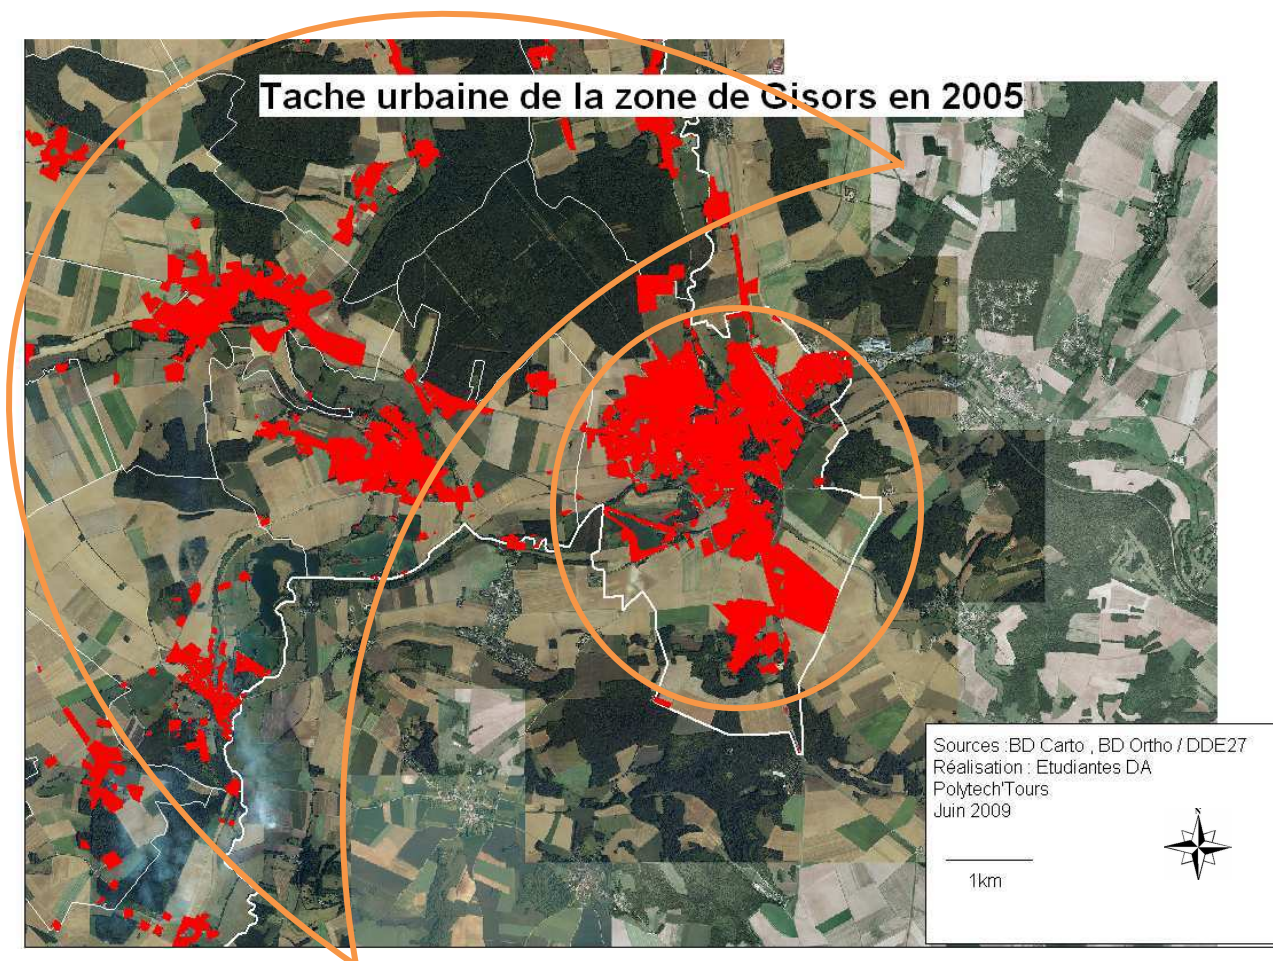 Tache urbaine de la zone de Gisors en 2005
Sources :BD Carto , BD Ortho / DDE27
Réalisation : Etudiantes DA
Polytech'Tours
Juin 2009
N
1km